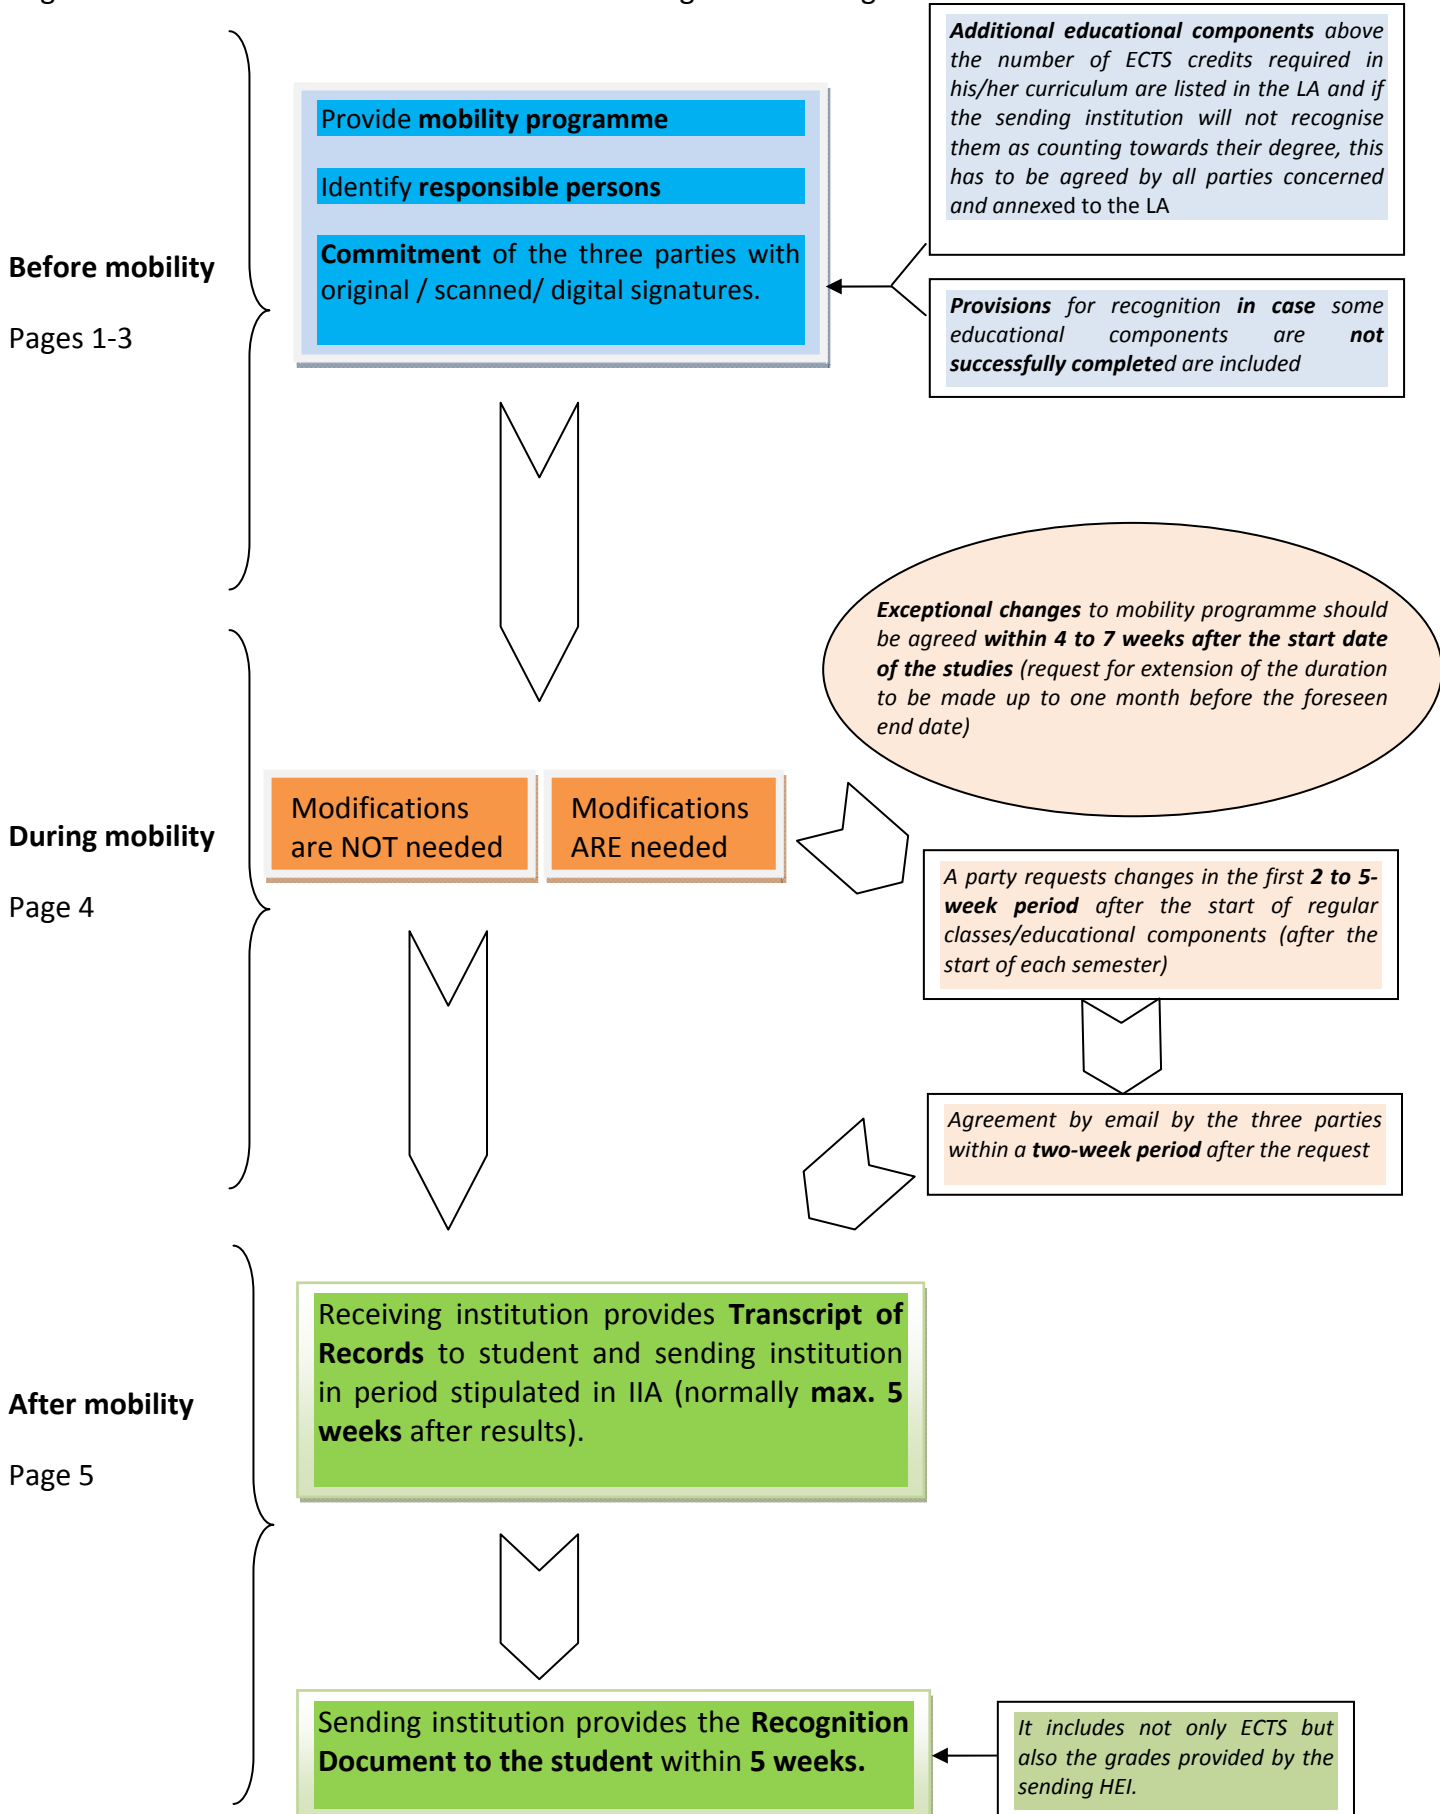 Additional educational components above
the number of ECTS credits required in
his/her curriculum are listed in the LA and if
the sending institution will not recognise
them as counting towards their degree, this
has to be agreed by all parties concerned
and annexed to the LA
Provide mobility programme
Identify responsible persons
Commitment of the three parties with
original / scanned/ digital signatures.
Before mobility
Pages 1-3
Provisions for recognition in case some
educational components are not
successfully completed are included
Exceptional changes to mobility programme should
be agreed within 4 to 7 weeks after the start date
of the studies (request for extension of the duration
to be made up to one month before the foreseen
end date)
During mobility
Page 4
Modifications
are NOT needed
Modifications
ARE needed
A party requests changes in the first 2 to 5-
week period after the start of regular
classes/educational components (after the
start of each semester)
Agreement by email by the three parties
within a two-week period after the request
After mobility
Page 5
Receiving institution provides Transcript of
Records to student and sending institution
in period stipulated in IIA (normally max. 5
weeks after results).
Sending institution provides the Recognition
Document to the student within 5 weeks.
It includes not only ECTS but
also the grades provided by the
sending HEI.